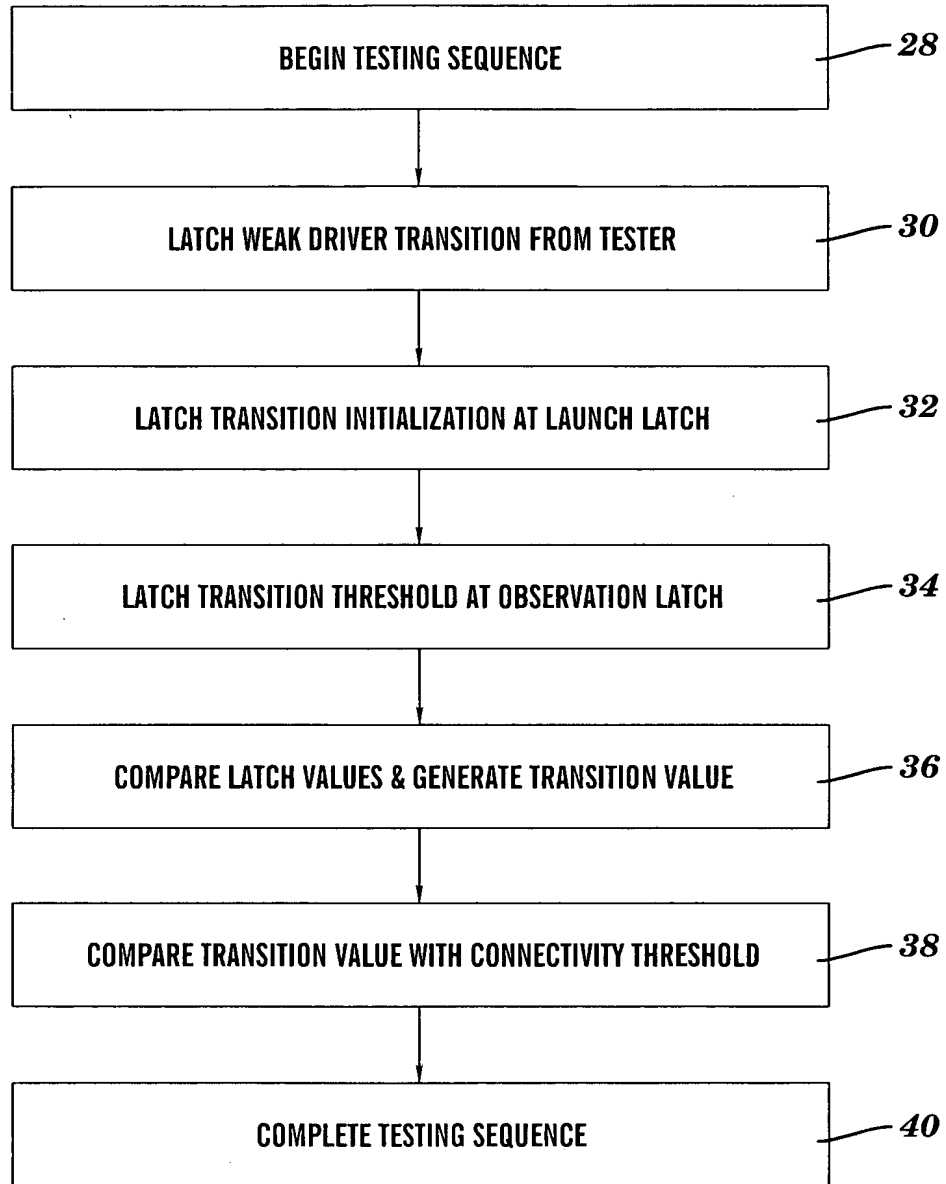 BEGIN TESTING SEQUENCE
28
LATCH WEAK DRIVER TRANSITION FROM TESTER
30
LATCH TRANSITION INITIALIZATION AT LAUNCH LATCH
32
LATCH TRANSITION THRESHOLD AT OBSERVATION LATCH
34
COMPARE LATCH VALUES & GENERATE TRANSITION VALUE
36
COMPARE TRANSITION VALUE WITH CONNECTIVITY THRESHOLD
38
COMPLETE TESTING SEQUENCE
40